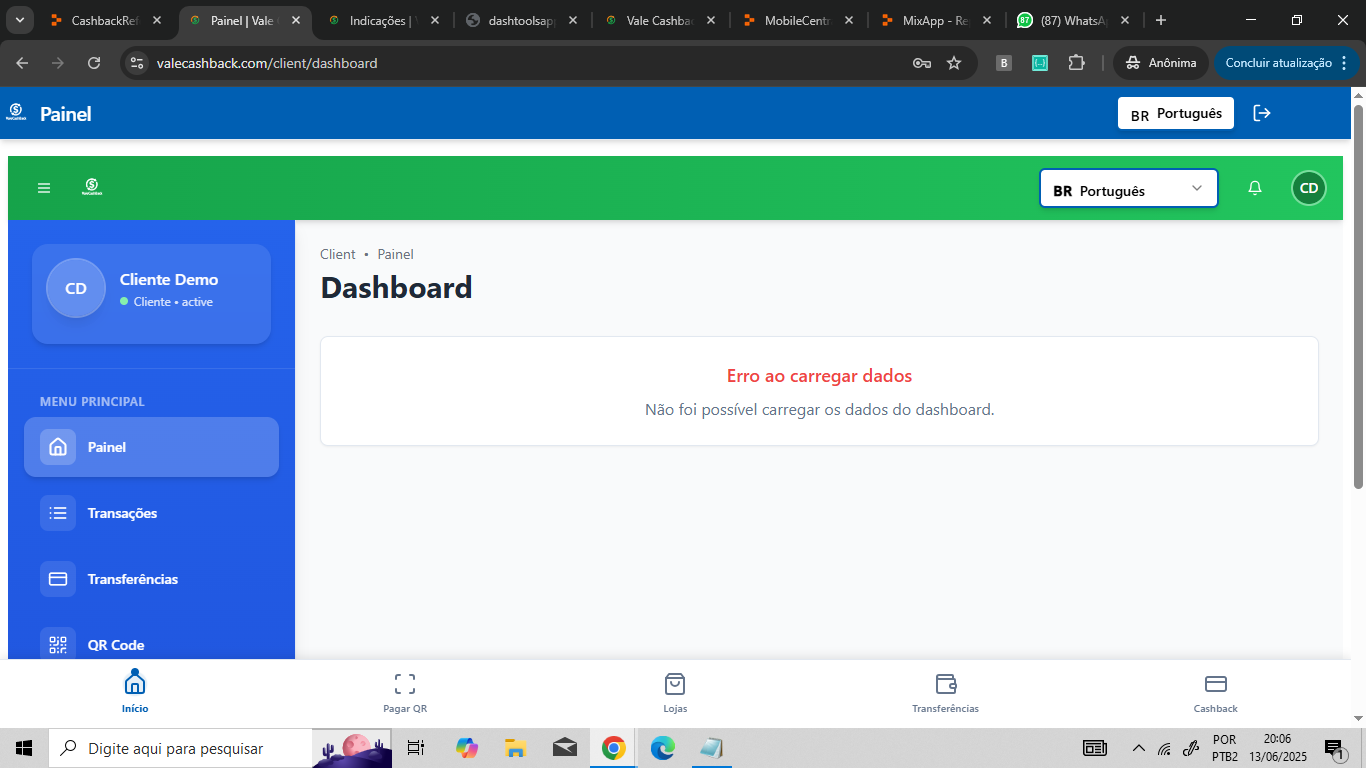 CashbackRef
Painel | Vale
Indicações |
dashtoolsap
Vale Cashba
MobileCentr
MixApp - Re
(87) WhatsA
valecashback.com/client/dashboard
B
Anônima
Concluir atualização
Painel
BR Português
BR Português
CD
CD
Cliente Demo
Cliente • active
Client • Painel
Dashboard
Erro ao carregar dados
Não foi possível carregar os dados do dashboard.
MENU PRINCIPAL
Painel
Transações
Transferências
QR Code
Início
Pagar QR
Lojas
Transferências
Cashback
Digite aqui para pesquisar
POR
PTB2
20:06
13/06/2025
1